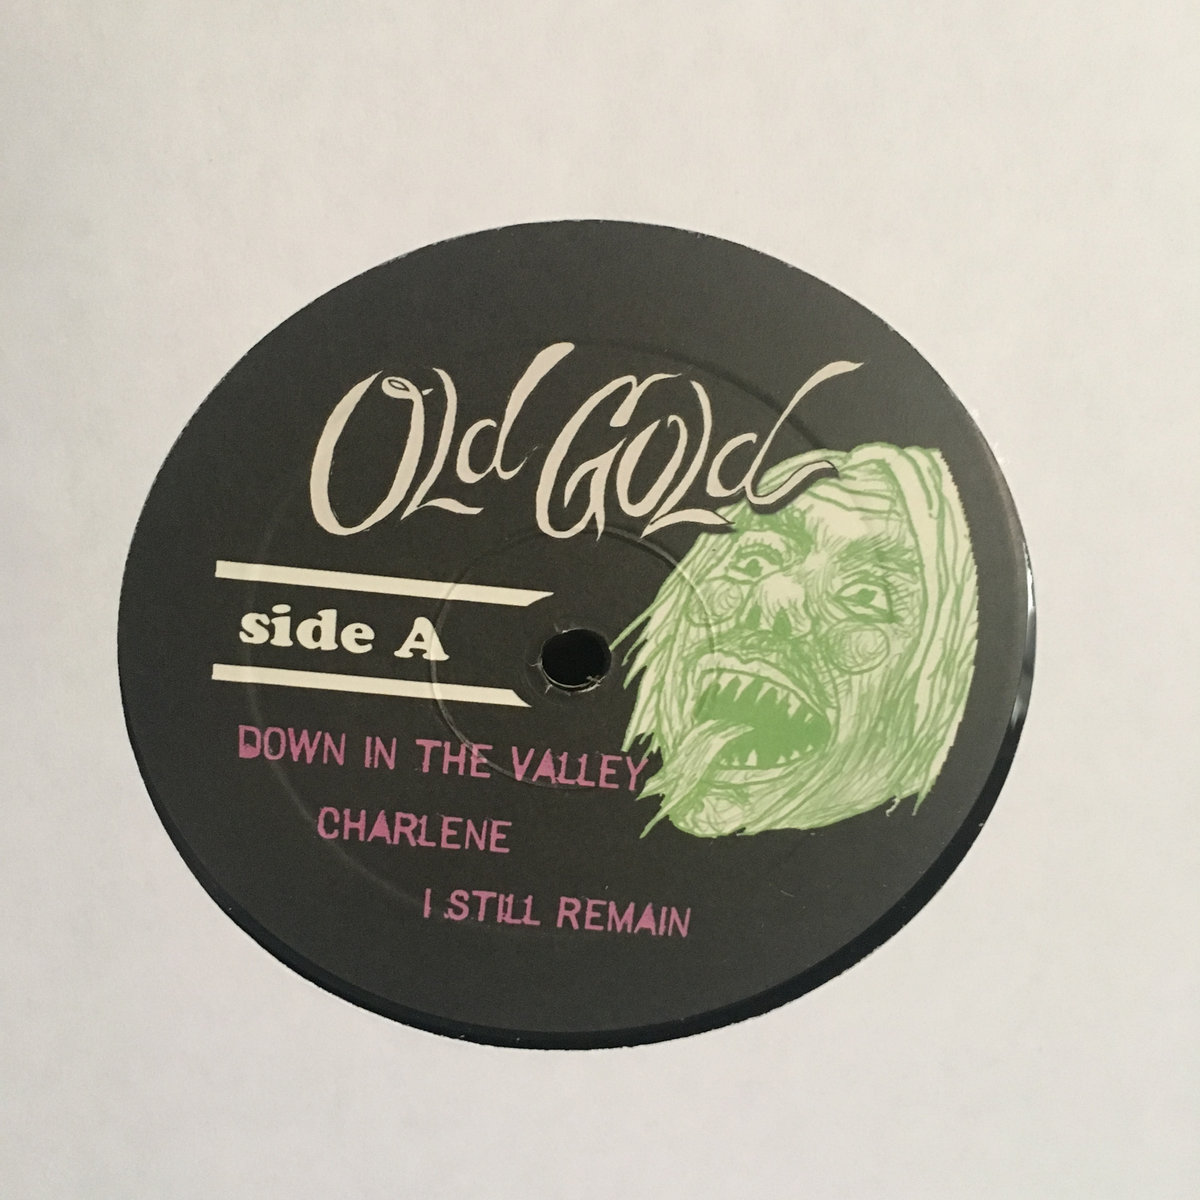 Old Gold
side A
DOWN IN THE VALLEY
CHARLENE
I STILL REMAIN